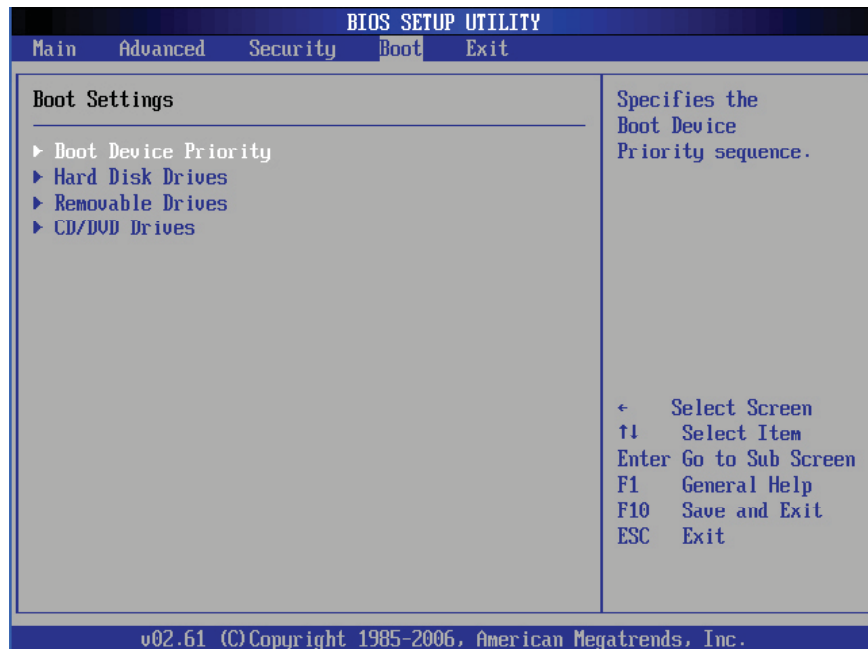 BIOS SETUP UTILITY
Main Advanced Security Boot Exit
Boot Settings
▶ Boot Device Priority
▶ Hard Disk Drives
▶ Removable Drives
▶ CD/DVD Drives
Specifies the
Boot Device
Priority sequence.
← Select Screen
↑↓ Select Item
Enter Go to Sub Screen
F1 General Help
F10 Save and Exit
ESC Exit
v02.61 (C)Copyright 1985-2006, American Megatrends, Inc.